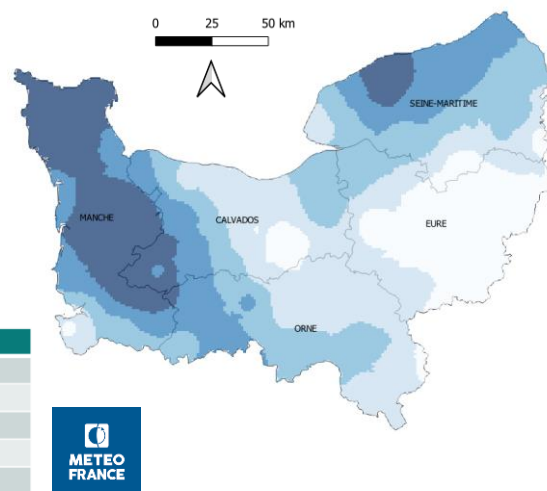 0 25 50 km
SEINE-MARITIME
MANCHE
CALVADOS
EURE
ORNE
METEO
FRANCE